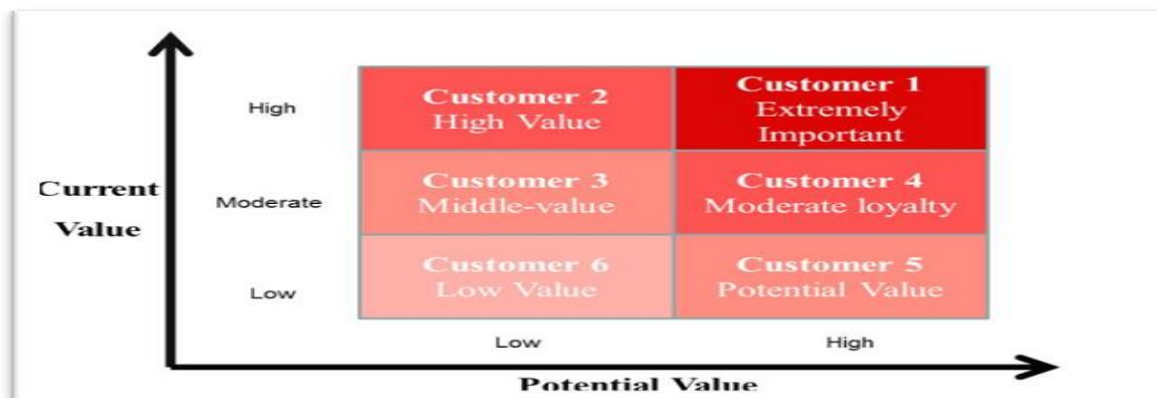 High
Customer 2
High Value
Customer 1
Extremely
Important
Current
Value
Moderate
Customer 3
Middle-value
Customer 4
Moderate loyalty
Low
Customer 6
Low Value
Customer 5
Potential Value
Low
High
Potential Value